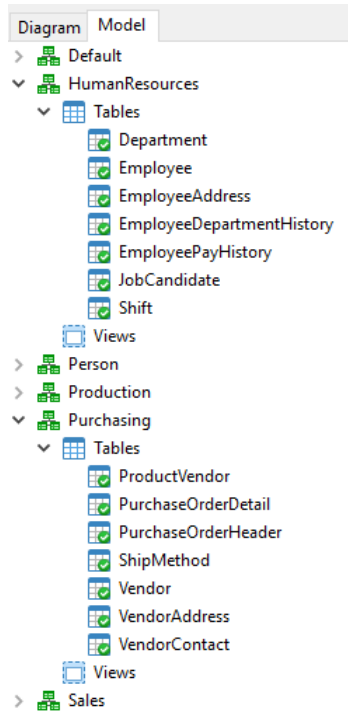 Diagram Model
Default
HumanResources
Tables
Department
Employee
EmployeeAddress
EmployeeDepartmentHistory
EmployeePayHistory
JobCandidate
Shift
Views
Person
Production
Purchasing
Tables
ProductVendor
PurchaseOrderDetail
PurchaseOrderHeader
ShipMethod
Vendor
VendorAddress
VendorContact
Views
Sales